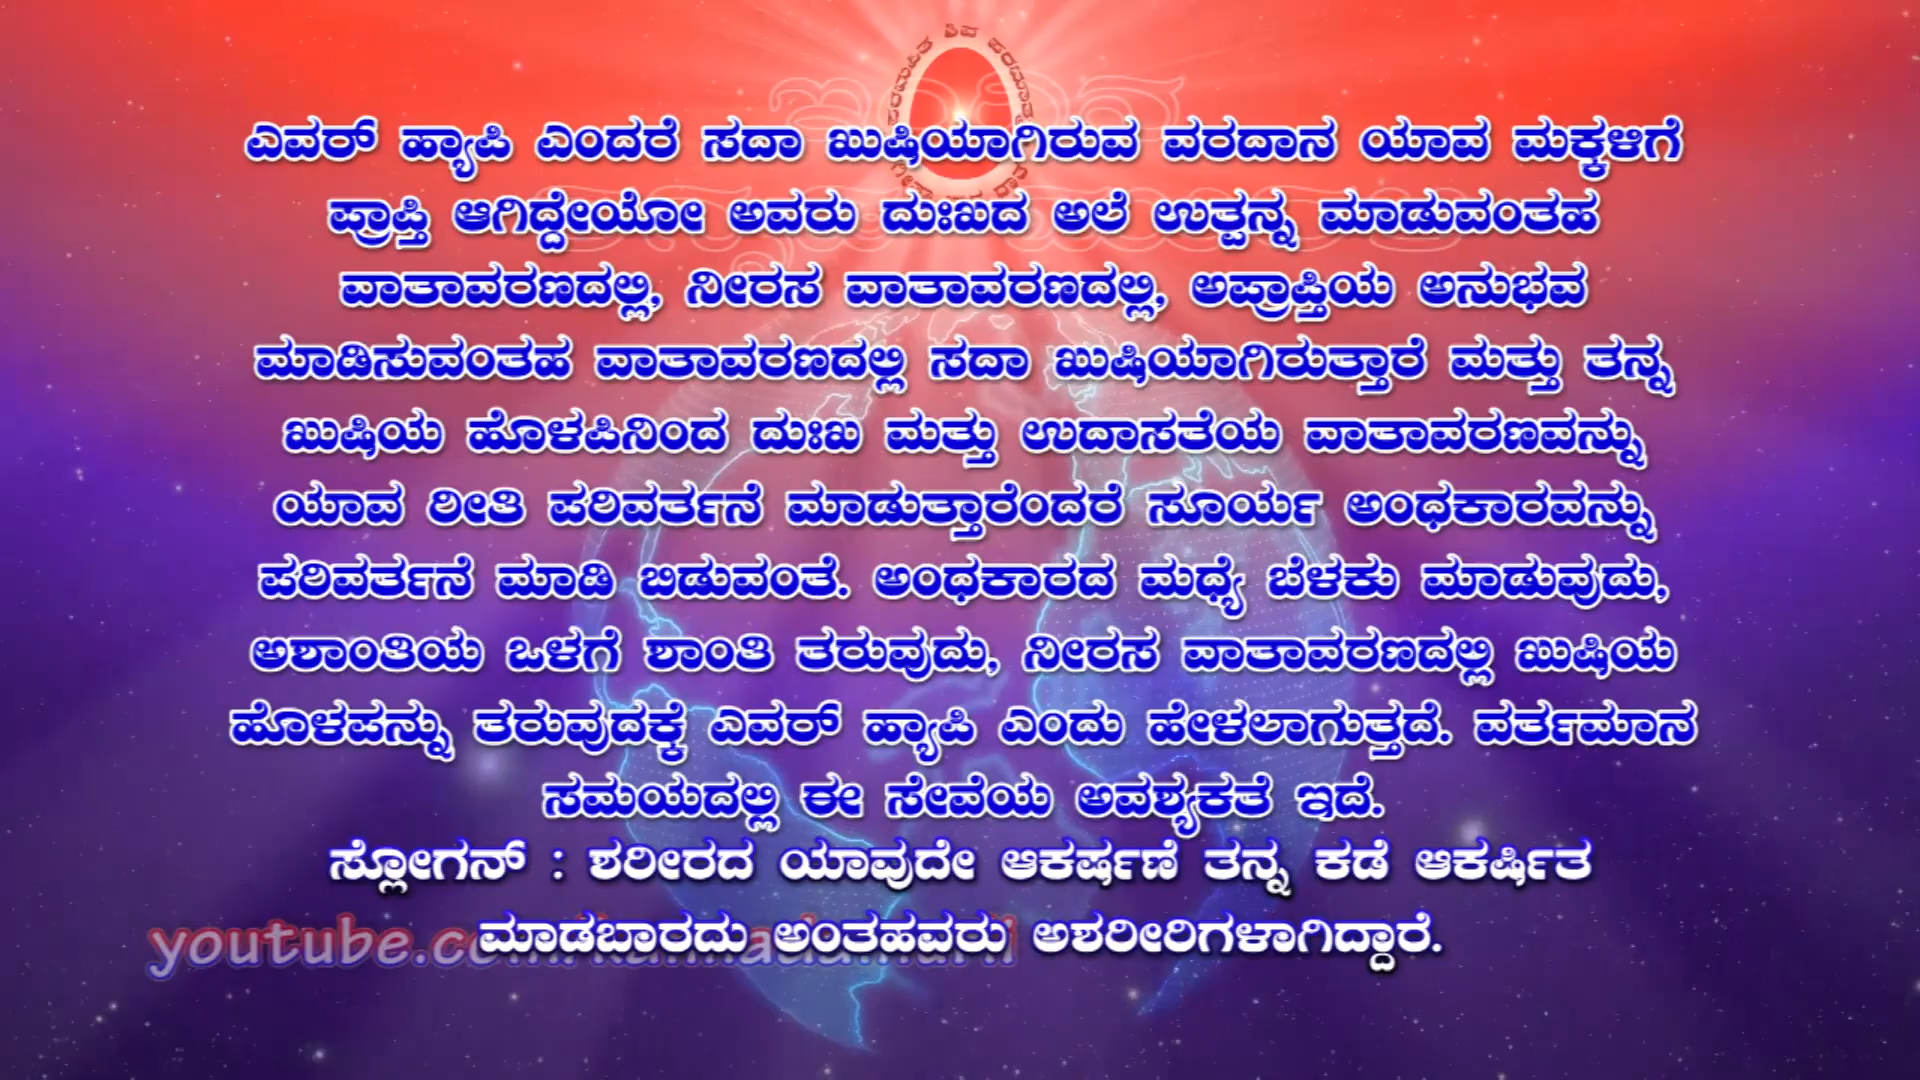 ಎವರ್ ಹ್ಯಾಪಿ ಎಂದರೆ ಸದಾ ಖುಷಿಯಾಗಿರುವ ವರದಾನ ಯಾವ ಮಕ್ಕಳಿಗೆ
ಪ್ರಾಪ್ತಿ ಆಗಿದ್ದೇಯೋ ಅವರು ದುಃಖದ ಅಲೆ ಉತ್ಪನ್ನ ಮಾಡುವಂತಹ
ವಾತಾವರಣದಲ್ಲಿ, ನೀರಸ ವಾತಾವರಣದಲ್ಲಿ, ಅಪ್ರಾಪ್ತಿಯ ಅನುಭವ
ಮಾಡಿಸುವಂತಹ ವಾತಾವರಣದಲ್ಲಿ ಸದಾ ಖುಷಿಯಾಗಿರುತ್ತಾರೆ ಮತ್ತು ತನ್ನ
ಖುಷಿಯ ಹೊಳಪಿನಿಂದ ದುಃಖ ಮತ್ತು ಉದಾಸತೆಯ ವಾತಾವರಣವನ್ನು
ಯಾವ ರೀತಿ ಪರಿವರ್ತನೆ ಮಾಡುತ್ತಾರೆಂದರೆ ಸೂರ್ಯ ಅಂಧಕಾರವನ್ನು
ಪರಿವರ್ತನೆ ಮಾಡಿ ಬಿಡುವಂತೆ. ಅಂಧಕಾರದ ಮಧ್ಯೆ ಬೆಳಕು ಮಾಡುವುದು,
ಅಶಾಂತಿಯ ಒಳಗೆ ಶಾಂತಿ ತರುವುದು, ನೀರಸ ವಾತಾವರಣದಲ್ಲಿ ಖುಷಿಯ
ಹೊಳಪನ್ನು ತರುವುದಕ್ಕೆ ಎವರ್ ಹ್ಯಾಪಿ ಎಂದು ಹೇಳಲಾಗುತ್ತದೆ. ವರ್ತಮಾನ
ಸಮಯದಲ್ಲಿ ಈ ಸೇವೆಯ ಅವಶ್ಯಕತೆ ಇದೆ.
ಸ್ಲೋಗನ್ : ಶರೀರದ ಯಾವುದೇ ಆಕರ್ಷಣೆ ತನ್ನ ಕಡೆ ಆಕರ್ಷಿತ
ಮಾಡಬಾರದು ಅಂತಹವರು ಅಶರೀರಿಗಳಾಗಿದ್ದಾರೆ.